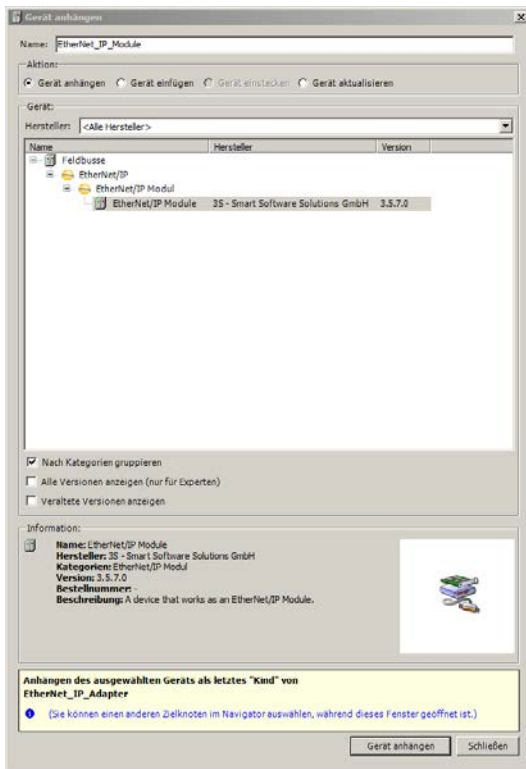 Gerät anhängen
Name: EtherNet_IP_Module
Aktion:
Gerät anhängen Gerät einfügen Gerät einstecken Gerät aktualisieren
Gerät:
Hersteller: <Alle Hersteller>
Name Hersteller Version
Feldbusse
EtherNet/IP
EtherNet/IP Modul
EtherNet/IP Module 3S - Smart Software Solutions GmbH 3.5.7.0
Nach Kategorien gruppieren
Alle Versionen anzeigen (nur für Experten)
Veraltete Versionen anzeigen
Information:
Name: EtherNet/IP Module
Hersteller: 3S - Smart Software Solutions GmbH
Kategorien: EtherNet/IP Modul
Version: 3.5.7.0
Bestellnummer: -
Beschreibung: A device that works as an EtherNet/IP Module.
Anhängen des ausgewählten Geräts als letztes "Kind" von
EtherNet_IP_Adapter
(Sie können einen anderen Zielknoten im Navigator auswählen, während dieses Fenster geöffnet ist.)
Gerät anhängen Schließen